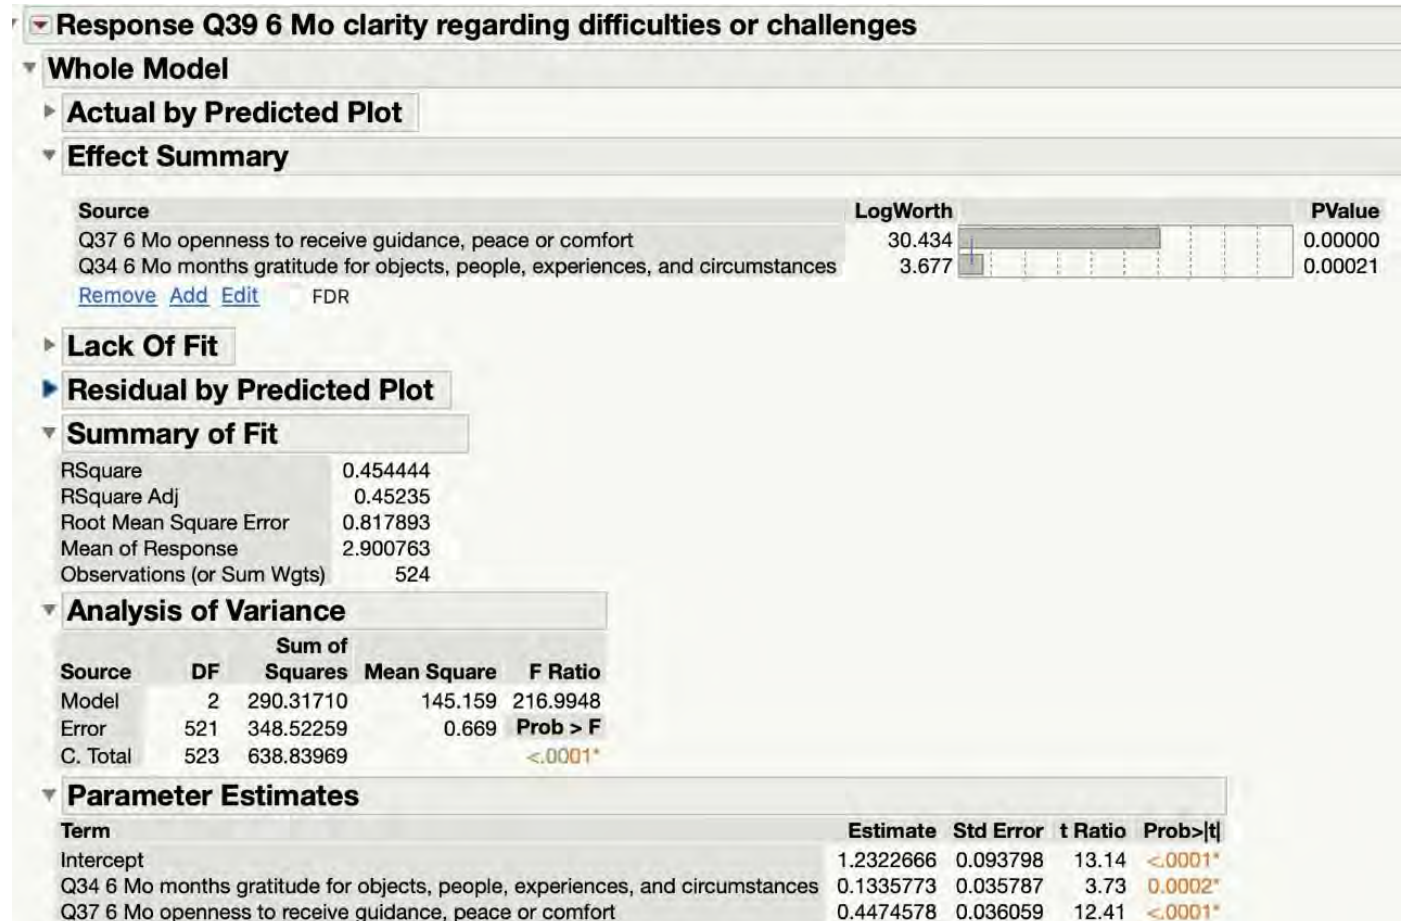 Response Q39 6 Mo clarity regarding difficulties or challenges
Whole Model
Actual by Predicted Plot
Effect Summary
Source LogWorth PValue
Q37 6 Mo openness to receive guidance, peace or comfort 30.434 0.00000
Q34 6 Mo months gratitude for objects, people, experiences, and circumstances 3.677 0.00021
Remove Add Edit FDR
Lack Of Fit
Residual by Predicted Plot
Summary of Fit
RSquare 0.454444
RSquare Adj 0.45235
Root Mean Square Error 0.817893
Mean of Response 2.900763
Observations (or Sum Wgts) 524
Analysis of Variance
Sum of
Source DF Squares Mean Square F Ratio
Model 2 290.31710 145.159 216.9948
Error 521 348.52259 0.669 Prob > F
C. Total 523 638.83969 <.0001*
Parameter Estimates
Term Estimate Std Error t Ratio Prob>|t|
Intercept 1.2322666 0.093798 13.14 <.0001*
Q34 6 Mo months gratitude for objects, people, experiences, and circumstances 0.1335773 0.035787 3.73 0.0002*
Q37 6 Mo openness to receive guidance, peace or comfort 0.4474578 0.036059 12.41 <.0001*